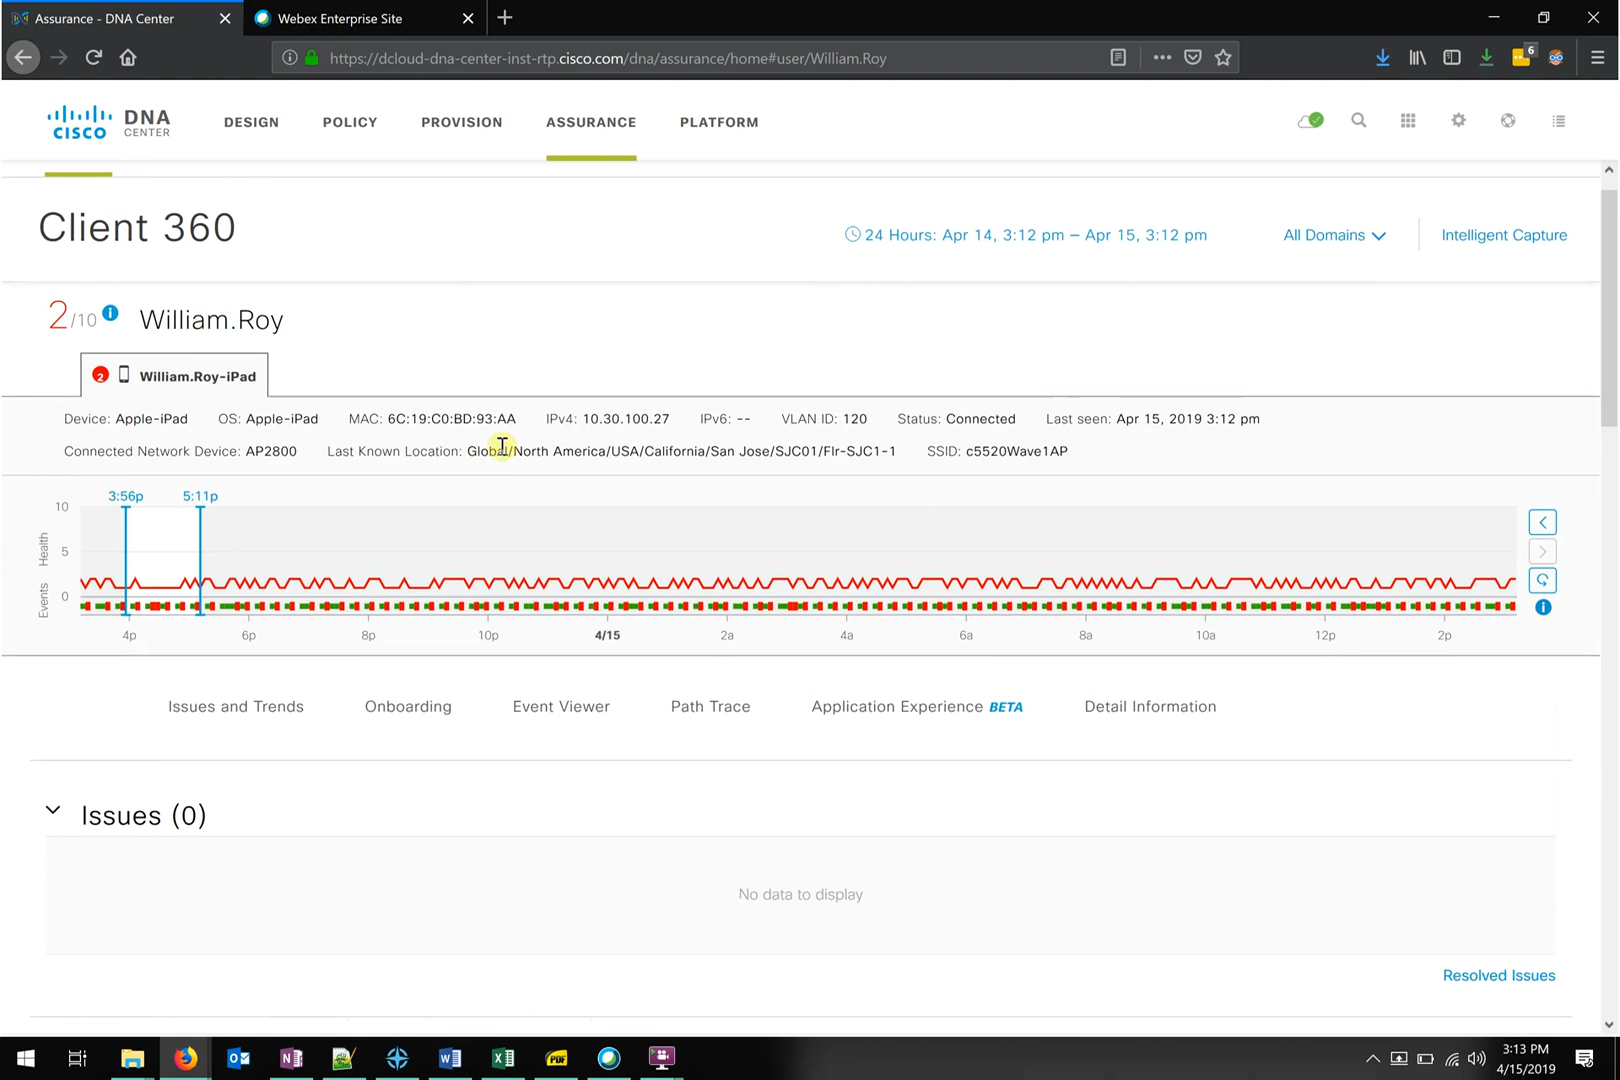 Assurance - DNA Center
Webex Enterprise Site
https://dcloud-dna-center-inst-rtp.cisco.com/dna/assurance/home#user/William.Roy
6
CISCO DNA CENTER
DESIGN POLICY PROVISION ASSURANCE PLATFORM
Client 360
24 Hours: Apr 14, 3:12 pm – Apr 15, 3:12 pm
All Domains
Intelligent Capture
2/10 i William.Roy
2 William.Roy-iPad
Device: Apple-iPad OS: Apple-iPad MAC: 6C:19:C0:BD:93:AA IPv4: 10.30.100.27 IPv6: -- VLAN ID: 120 Status: Connected Last seen: Apr 15, 2019 3:12 pm
Connected Network Device: AP2800 Last Known Location: Global/North America/USA/California/San Jose/SJC01/Flr-SJC1-1 SSID: c5520Wave1AP
3:56p 5:11p
10
Health
5
0
Events
i
4p 6p 8p 10p 4/15 2a 4a 6a 8a 10a 12p 2p
Issues and Trends Onboarding Event Viewer Path Trace Application Experience BETA Detail Information
Issues (0)
No data to display
Resolved Issues
PDF
3:13 PM
4/15/2019